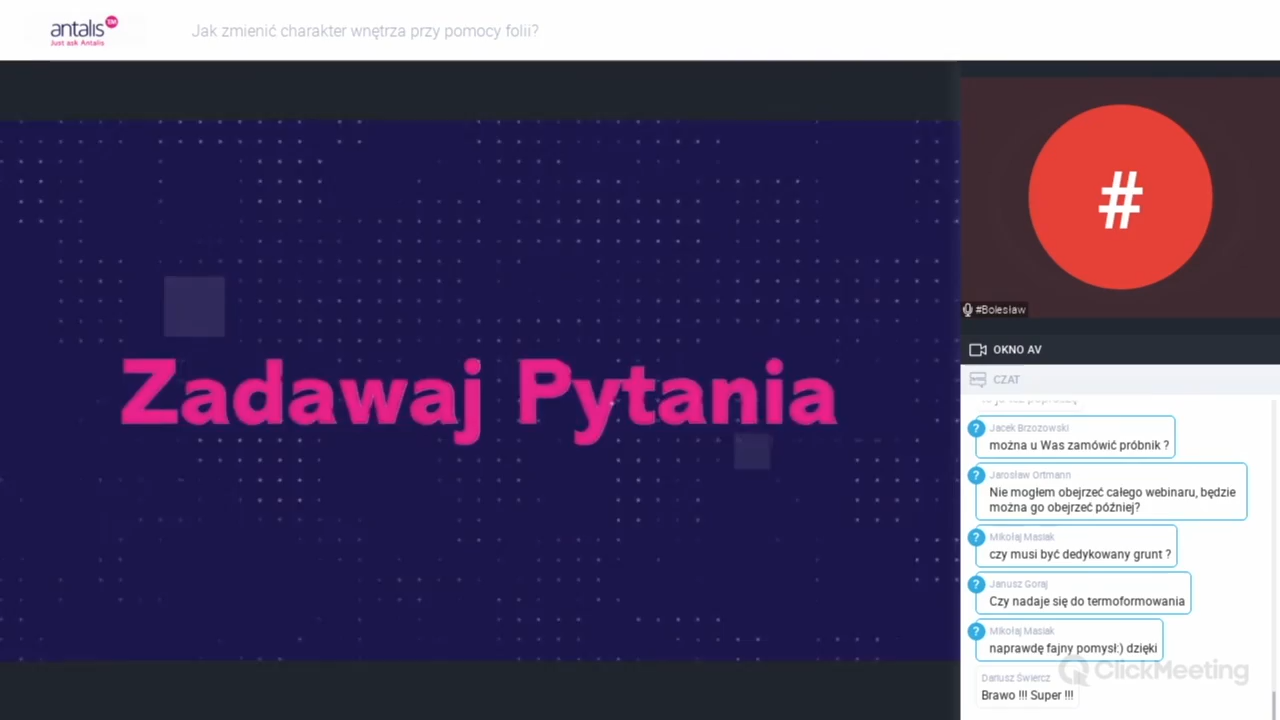 antalis TM
Just ask Antalis
Jak zmienić charakter wnętrza przy pomocy folii?
Zadawaj Pytania
#
#Bolesław
OKNO AV
CZAT
Jacek Brzozowski
można u Was zamówić próbnik ?
Jarosław Ortmann
Nie mogłem obejrzeć całego webinaru, będzie
można go obejrzeć później?
Mikołaj Masiak
czy musi być dedykowany grunt ?
Janusz Goraj
Czy nadaje się do termoformowania
Mikołaj Masiak
naprawdę fajny pomysł:) dzięki
ClickMeeting
Dariusz Świercz
Brawo !!! Super !!!